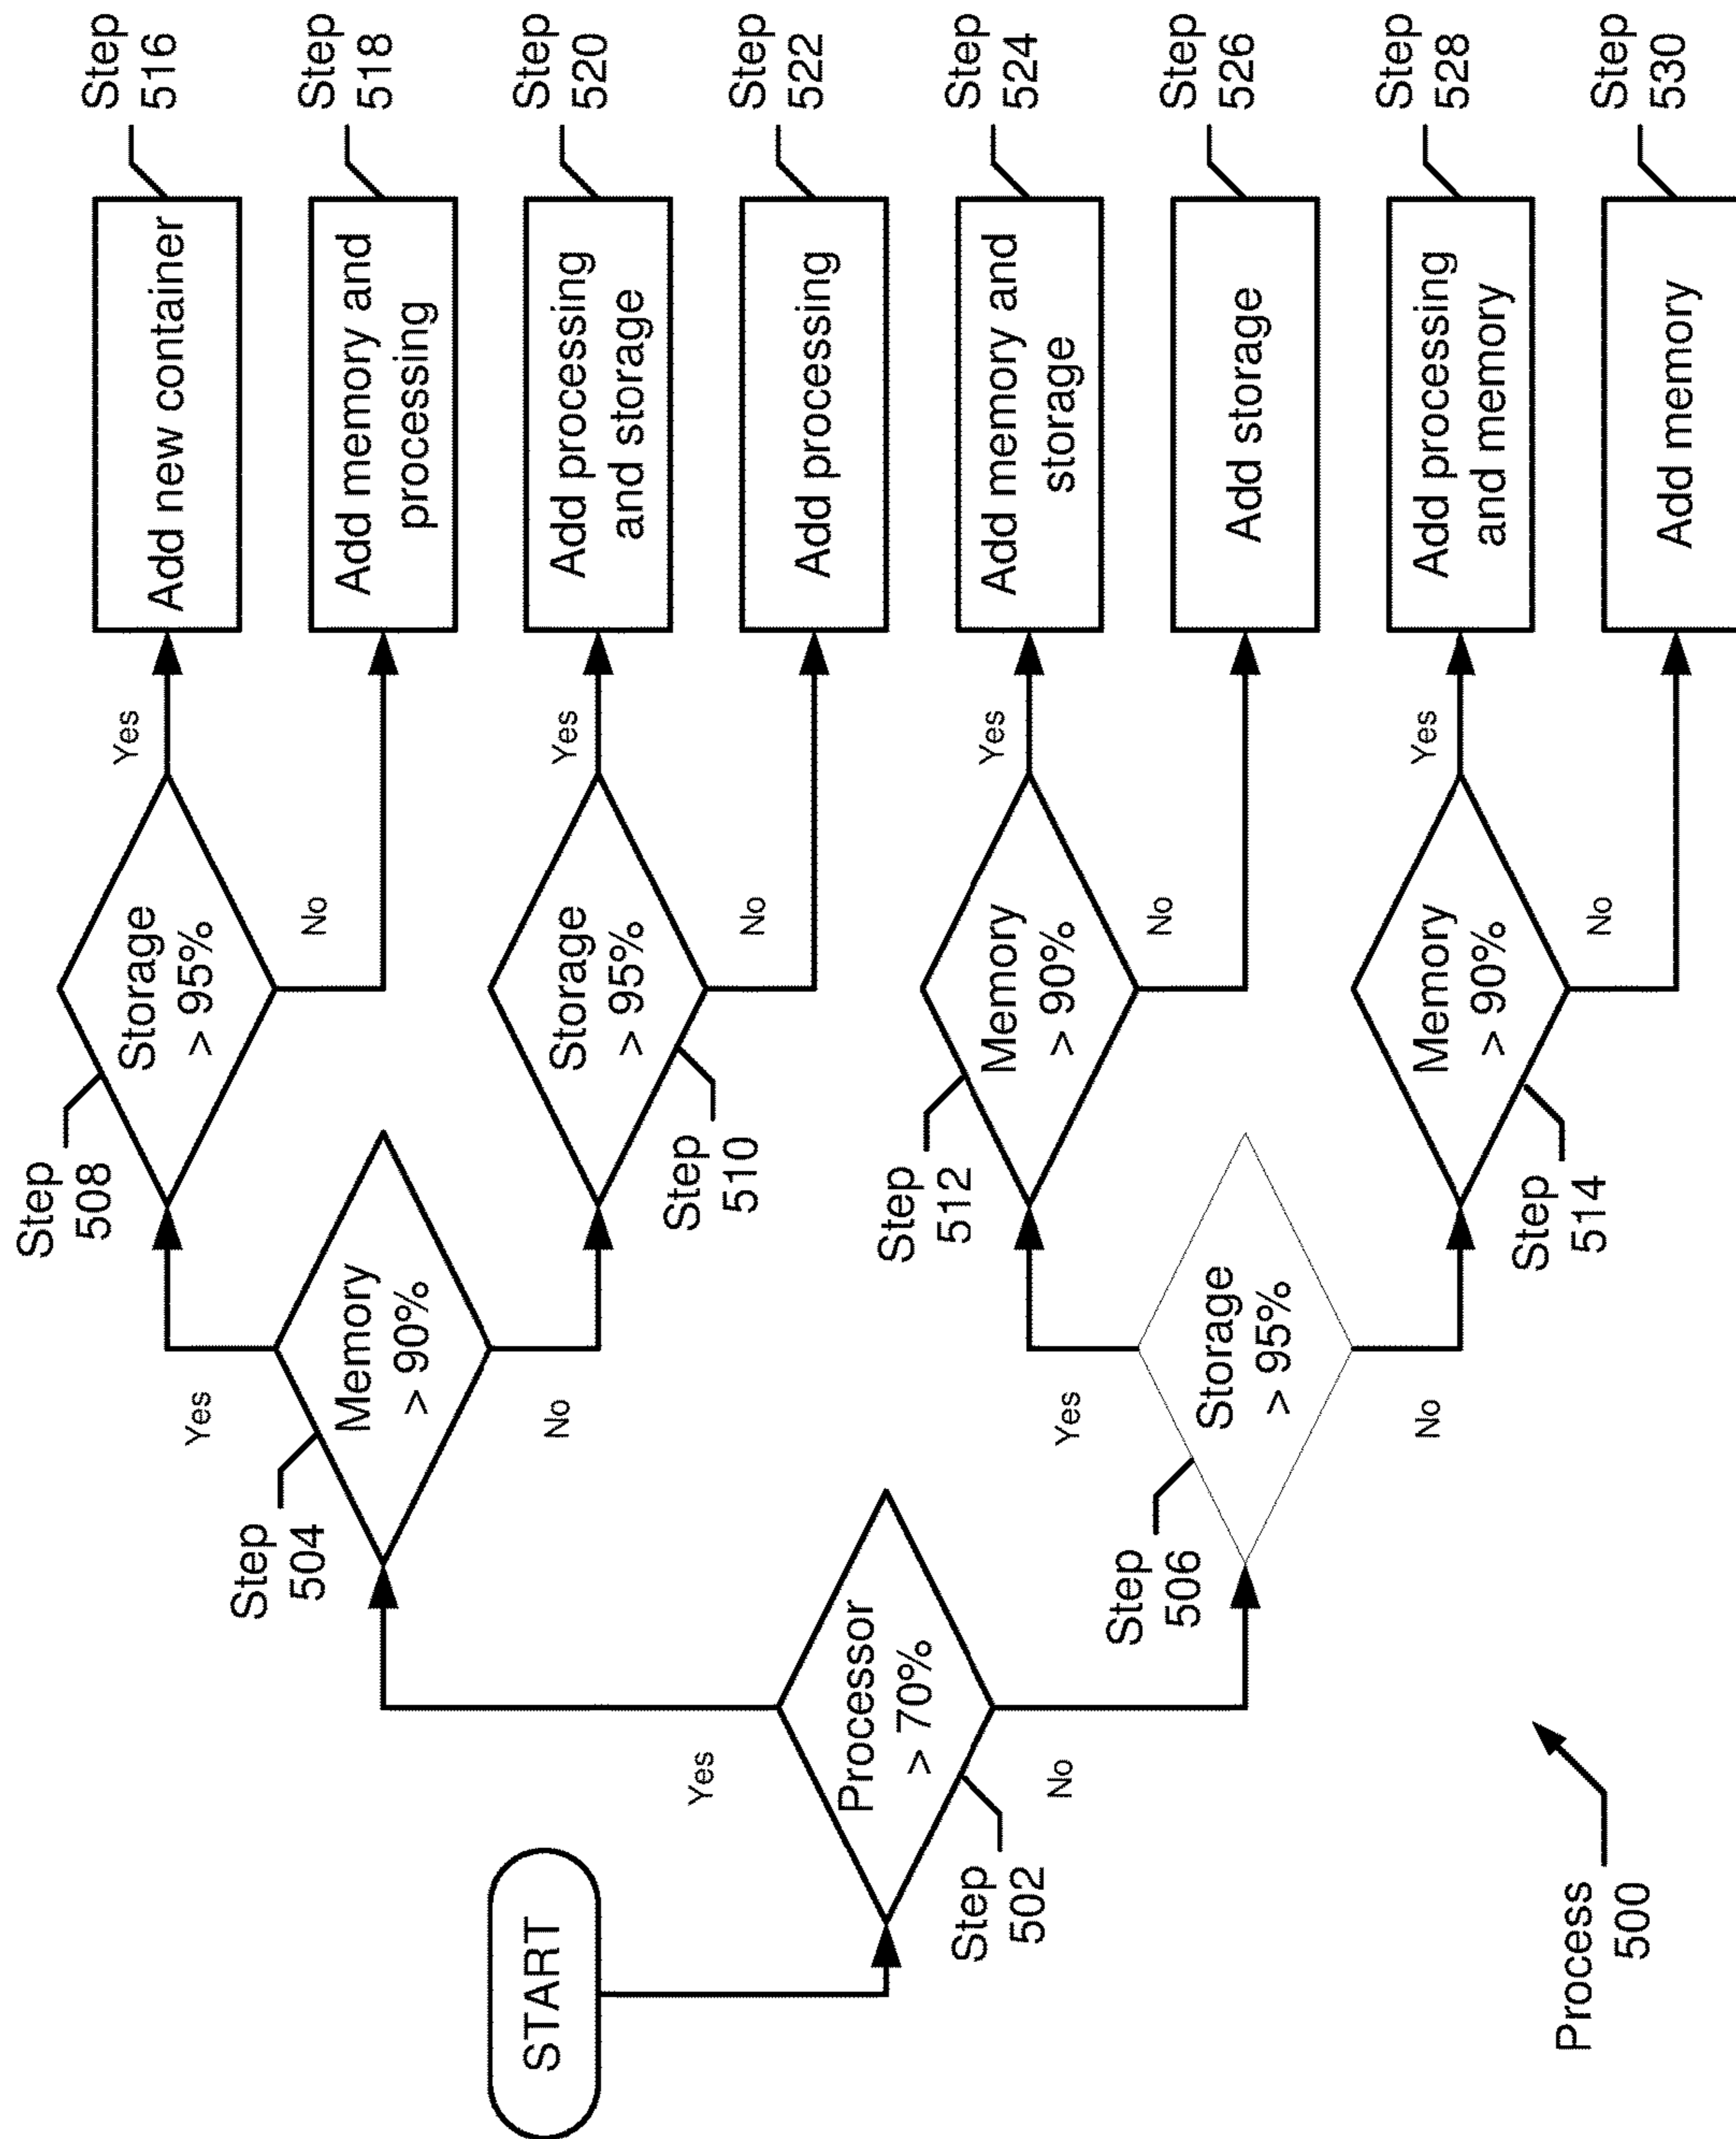 START
Processor
> 70%
Step
502
Yes
No
Step
504
Memory
> 90%
Yes
No
Step
506
Storage
> 95%
Yes
No
Step
508
Storage
> 95%
Yes
No
Step
510
Storage
> 95%
Yes
No
Step
512
Memory
> 90%
Yes
No
Step
514
Memory
> 90%
Yes
No
Add new container
Step
516
Add memory and
processing
Step
518
Add processing
and storage
Step
520
Add processing
Step
522
Add memory and
storage
Step
524
Add storage
Step
526
Add processing
and memory
Step
528
Add memory
Step
530
Process
500